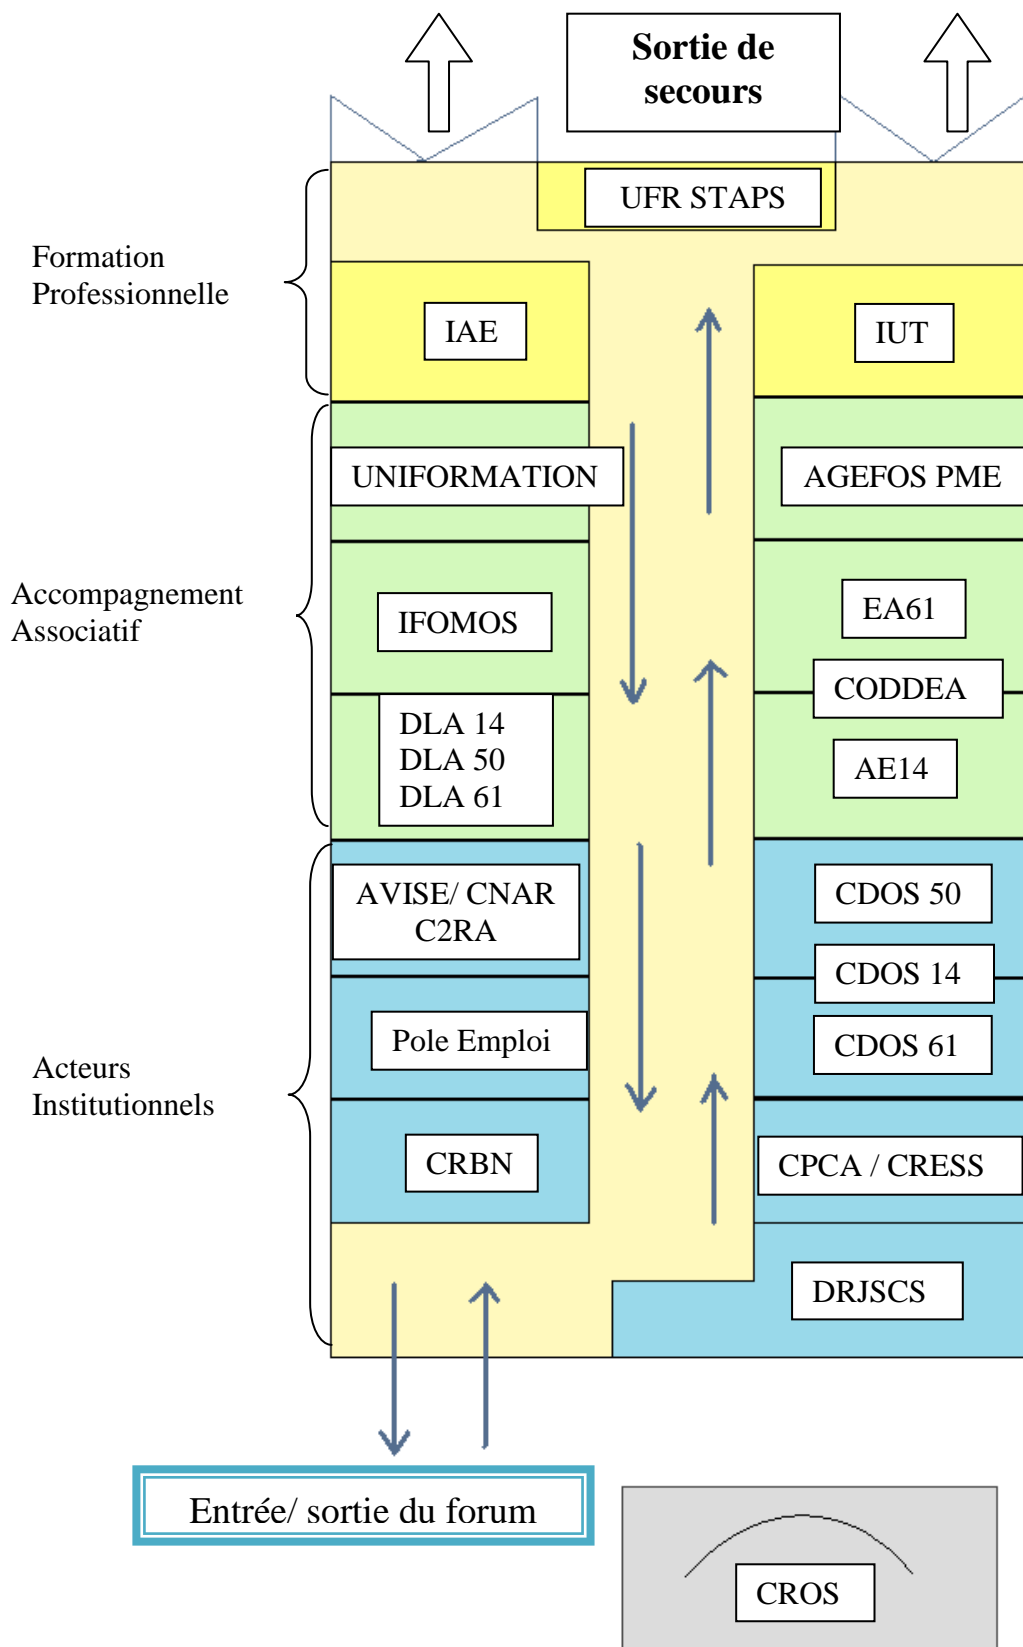 Sortie de
secours
UFR STAPS
Formation
Professionnelle
IAE
IUT
UNIFORMATION
AGEFOS PME
Accompagnement
Associatif
IFOMOS
EA61
CODDEA
DLA 14
DLA 50
DLA 61
AE14
AVISE/ CNAR
C2RA
CDOS 50
CDOS 14
Pole Emploi
CDOS 61
Acteurs
Institutionnels
CRBN
CPCA / CRESS
DRJSCS
Entrée/ sortie du forum
CROS